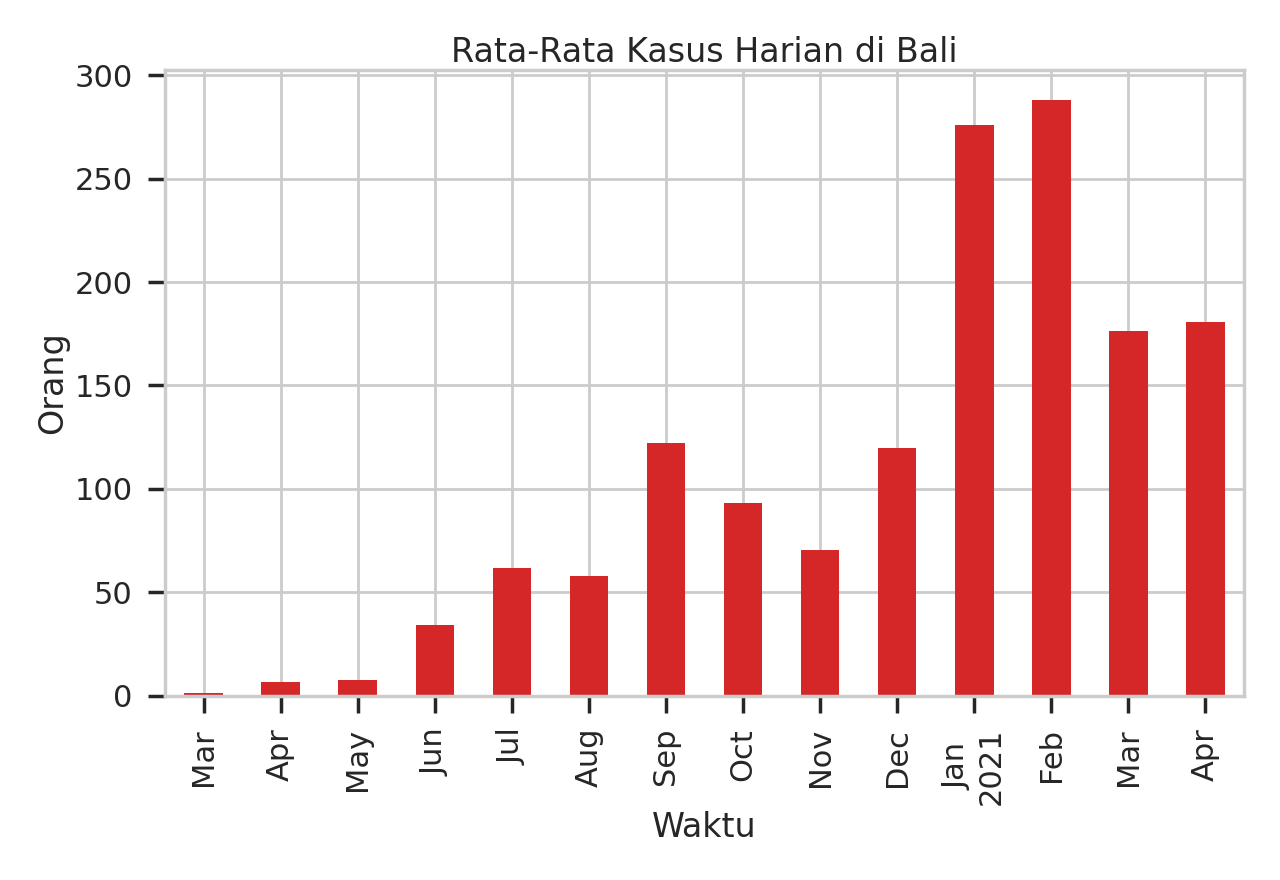 Rata-Rata Kasus Harian di Bali
300
250
200
150
100
50
0
Orang
Mar
Apr
May
Jun
Jul
Aug
Sep
Oct
Nov
Dec
Jan
2021
Feb
Mar
Apr
Waktu